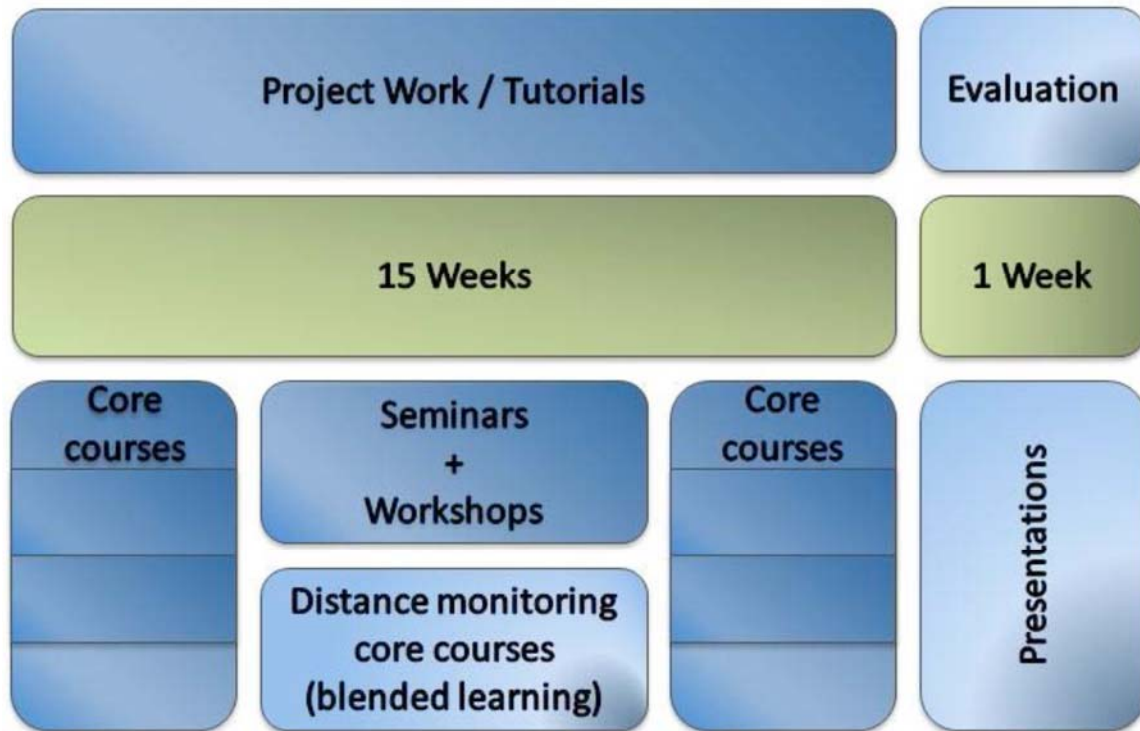 Project Work / Tutorials
Evaluation
15 Weeks
1 Week
Core
courses
Seminars
+
Workshops
Distance monitoring
core courses
(blended learning)
Core
courses
Presentations